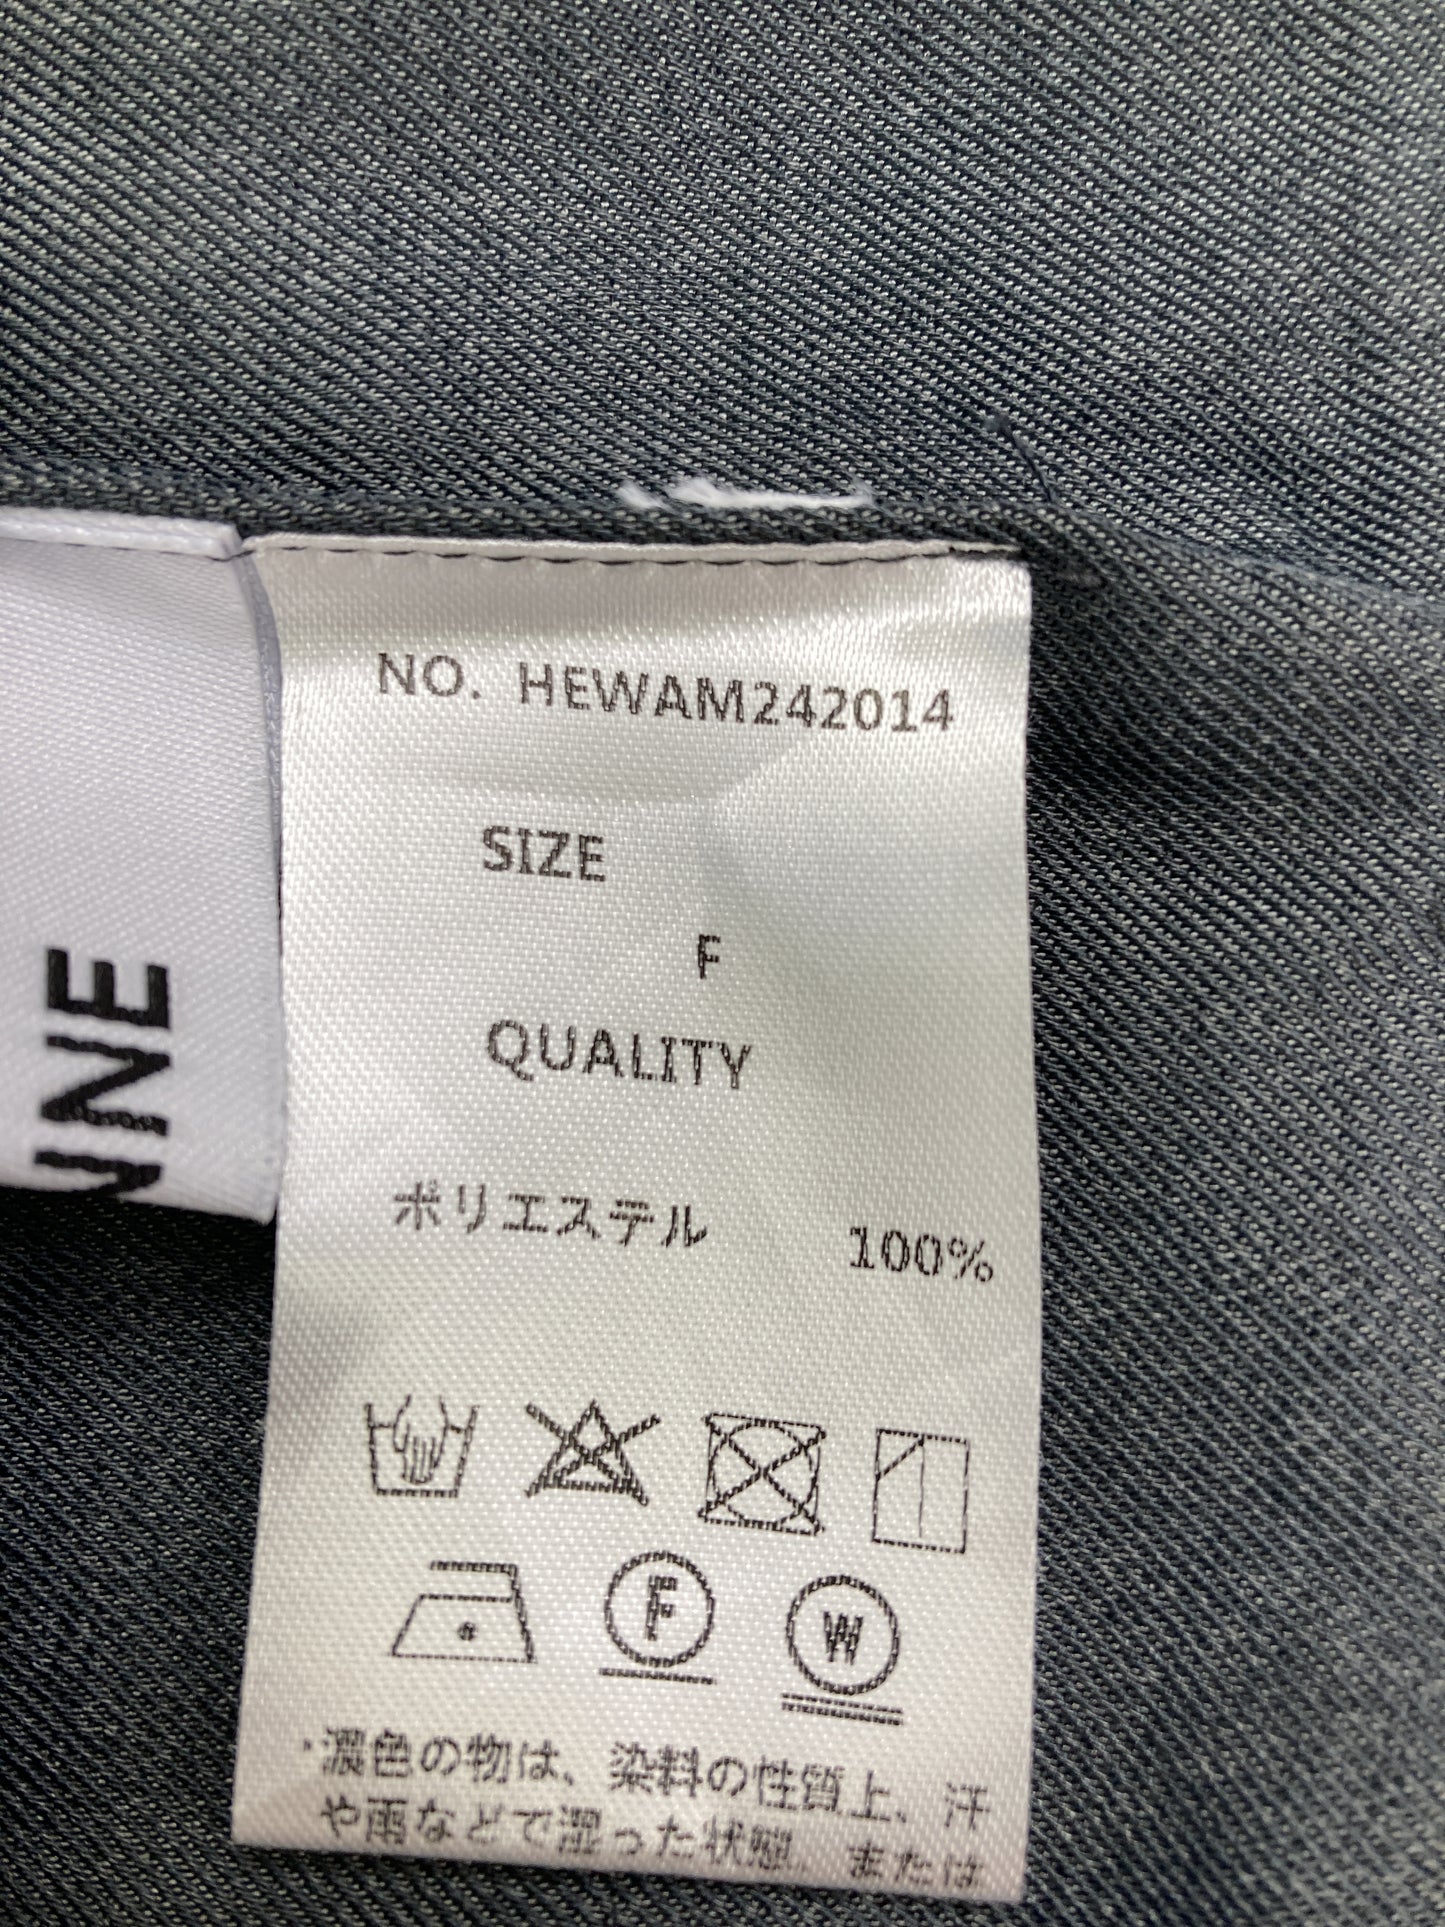 NO. HEWAM242014
SIZE
F
QUALITY
ポリエステル 100%
F
W
・濃色の物は、染料の性質上、汗
や雨などで湿った状態、または
NNE